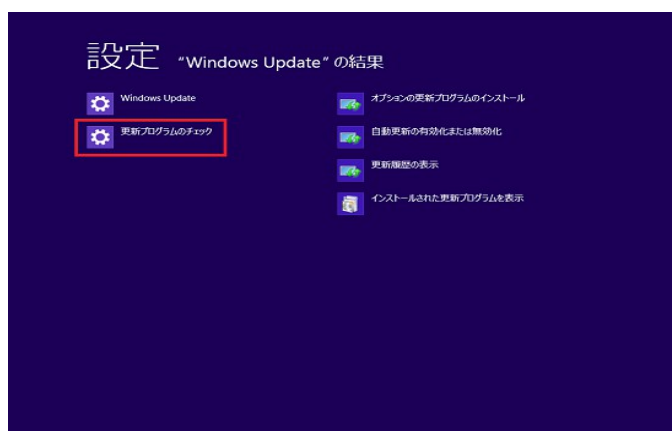 設定 "Windows Update" の結果
Windows Update
更新プログラムのチェック
オプションの更新プログラムのインストール
自動更新の有効化または無効化
更新履歴の表示
インストールされた更新プログラムを表示